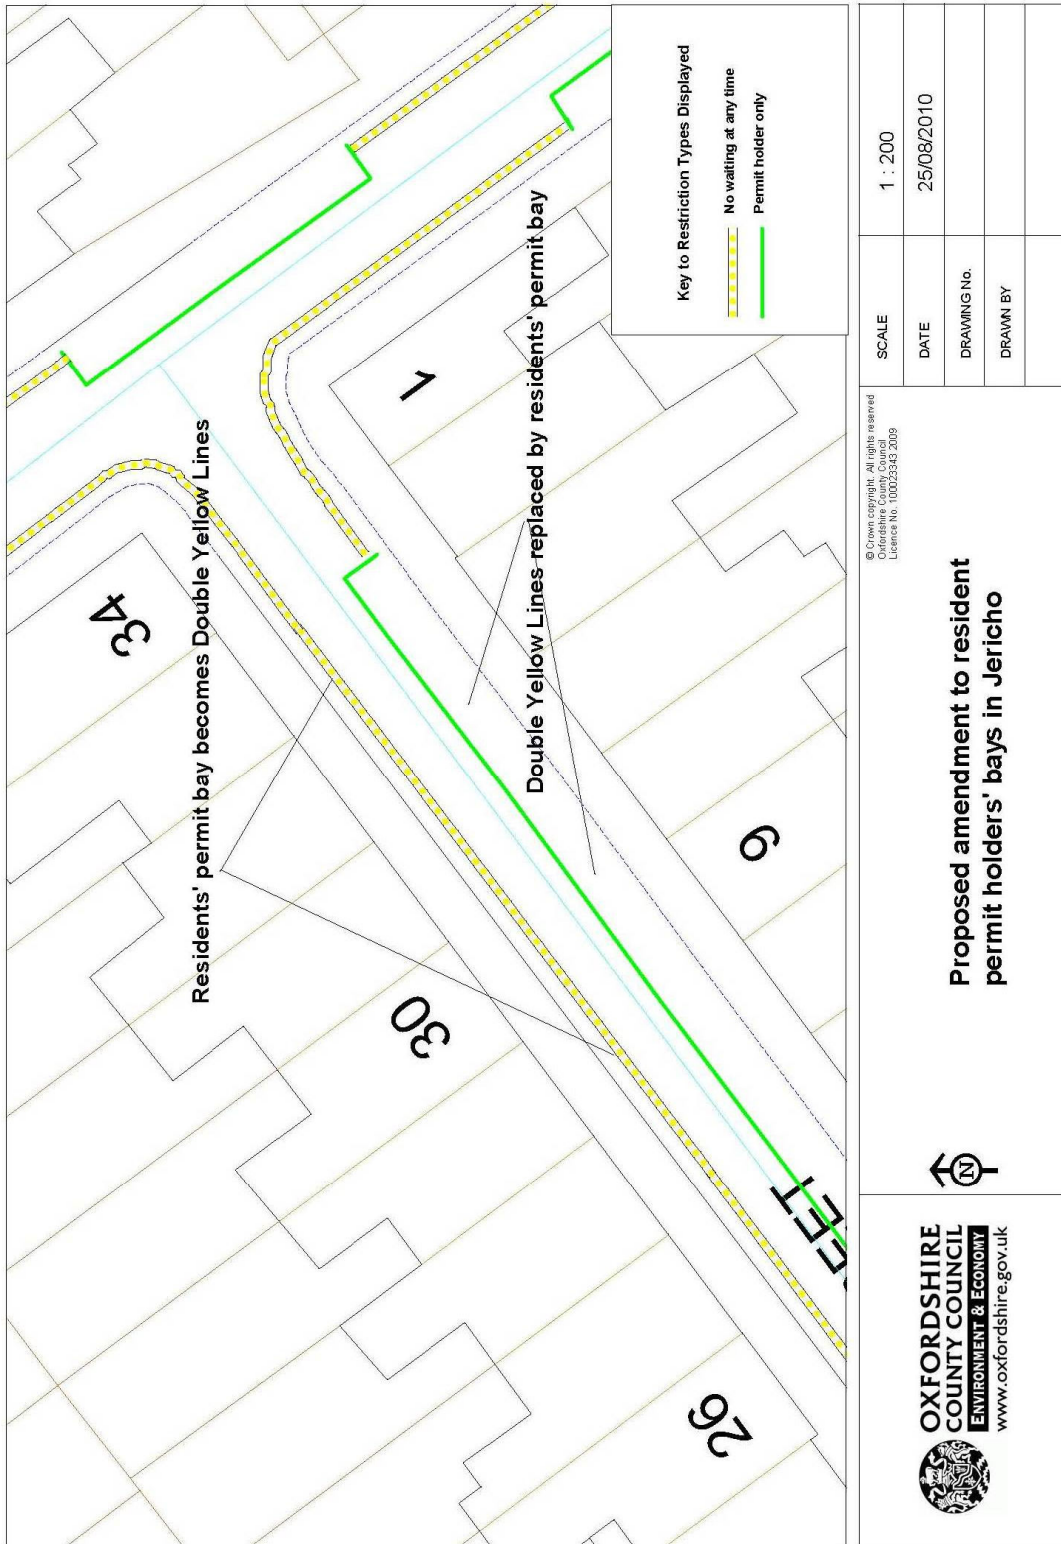 Residents' permit bay becomes Double Yellow Lines
Double Yellow Lines replaced by residents' permit bay
34
30
26
1
9
Key to Restriction Types Displayed
No waiting at any time
Permit holder only
OXFORDSHIRE
COUNTY COUNCIL
ENVIRONMENT & ECONOMY
www.oxfordshire.gov.uk
N
Proposed amendment to resident
permit holders' bays in Jericho
© Crown copyright. All rights reserved
Oxfordshire County Council
Licence No. 100023343 2009
SCALE 1 : 200
DATE 25/08/2010
DRAWING No.
DRAWN BY